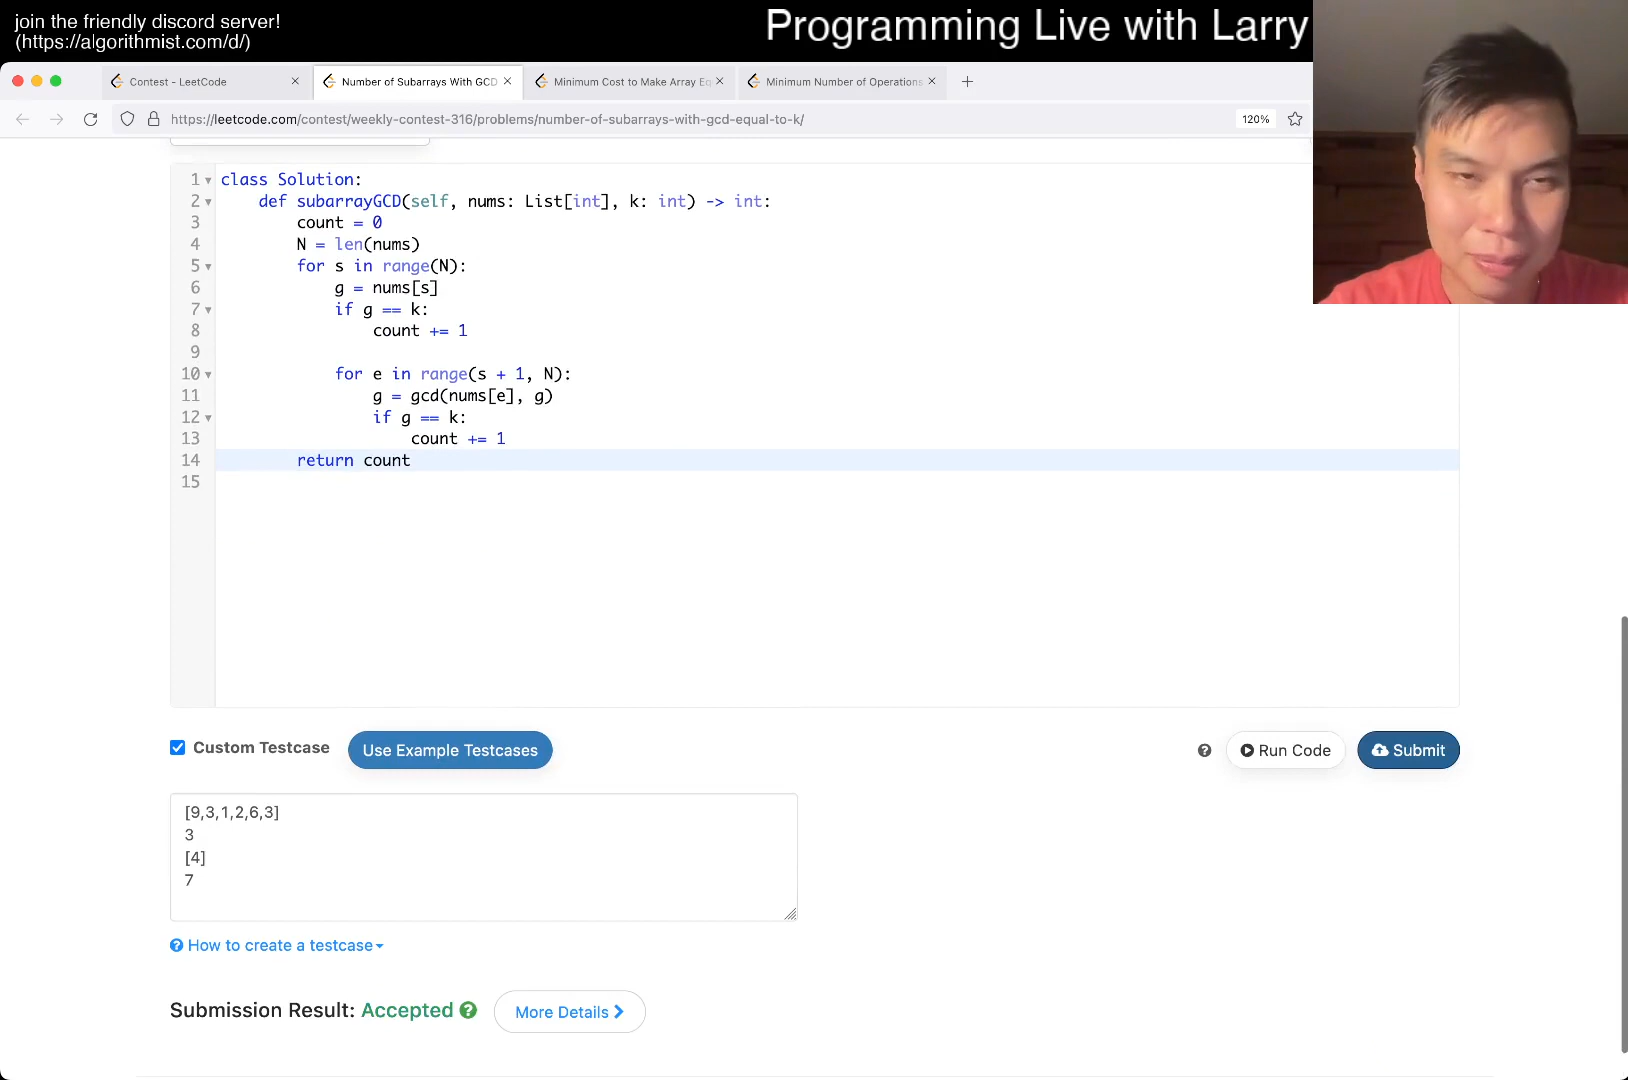 join the friendly discord server!
(https://algorithmist.com/d/)
Programming Live with Larry
Contest - LeetCode
Number of Subarrays With GCD
Minimum Cost to Make Array Eq
Minimum Number of Operations
https://leetcode.com/contest/weekly-contest-316/problems/number-of-subarrays-with-gcd-equal-to-k/
120%
1 class Solution:
2 def subarrayGCD(self, nums: List[int], k: int) -> int:
3 count = 0
4 N = len(nums)
5 for s in range(N):
6 g = nums[s]
7 if g == k:
8 count += 1
9
10 for e in range(s + 1, N):
11 g = gcd(nums[e], g)
12 if g == k:
13 count += 1
14 return count
15
Custom Testcase
Use Example Testcases
Run Code
Submit
[9,3,1,2,6,3]
3
[4]
7
How to create a testcase
Submission Result: Accepted
More Details